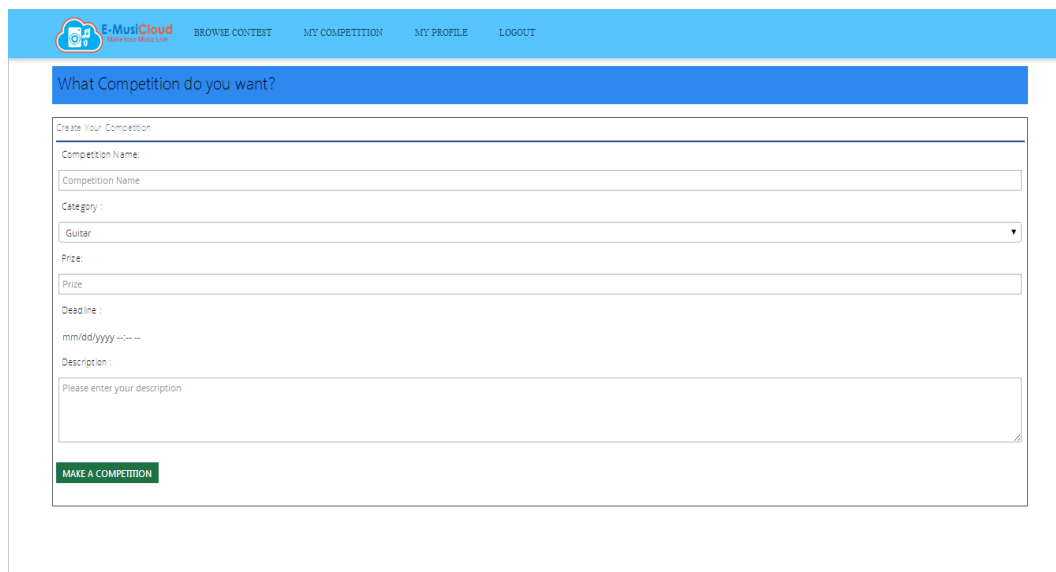 E-MusiCloud
Make Your Music Live
BROWSE CONTEST MY COMPETITION MY PROFILE LOGOUT
What Competition do you want?
Create Your Competition
Competition Name:
Competition Name
Category :
Guitar
Prize:
Prize
Deadline :
mm/dd/yyyy --:-- --
Description :
Please enter your description
MAKE A COMPETITION